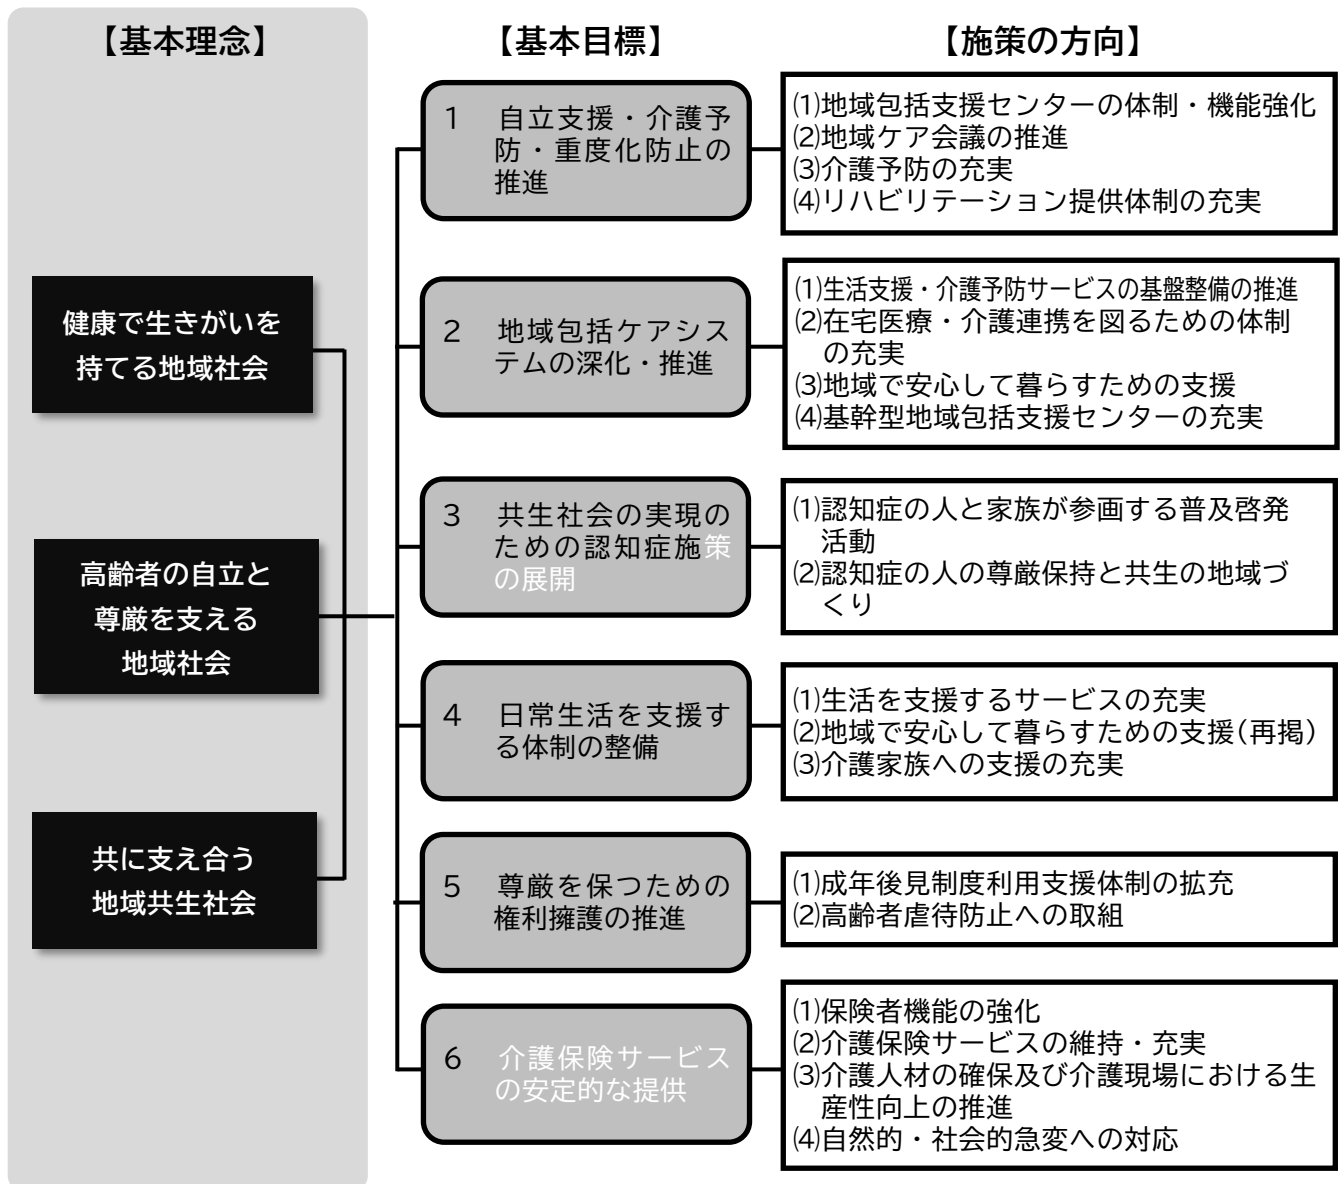 【基本理念】
【基本目標】
【施策の方向】
健康で生きがいを
持てる地域社会
高齢者の自立と
尊厳を支える
地域社会
共に支え合う
地域共生社会
1 自立支援・介護予
防・重度化防止の
推進
⑴地域包括支援センターの体制・機能強化
⑵地域ケア会議の推進
⑶介護予防の充実
⑷リハビリテーション提供体制の充実
2 地域包括ケアシス
テムの深化・推進
⑴生活支援・介護予防サービスの基盤整備の推進
⑵在宅医療・介護連携を図るための体制
の充実
⑶地域で安心して暮らすための支援
⑷基幹型地域包括支援センターの充実
3 共生社会の実現の
ための認知症施策
の展開
⑴認知症の人と家族が参画する普及啓発
活動
⑵認知症の人の尊厳保持と共生の地域づ
くり
4 日常生活を支援す
る体制の整備
⑴生活を支援するサービスの充実
⑵地域で安心して暮らすための支援(再掲)
⑶介護家族への支援の充実
5 尊厳を保つための
権利擁護の推進
⑴成年後見制度利用支援体制の拡充
⑵高齢者虐待防止への取組
6 介護保険サービス
の安定的な提供
⑴保険者機能の強化
⑵介護保険サービスの維持・充実
⑶介護人材の確保及び介護現場における生
産性向上の推進
⑷自然的・社会的急変への対応